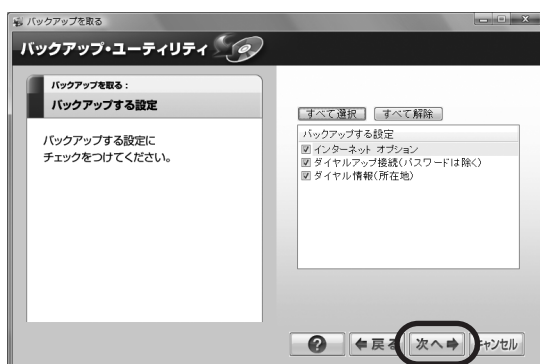 バックアップを取る
バックアップ・ユーティリティ
バックアップを取る：
バックアップする設定
バックアップする設定に
チェックをつけてください。
すべて選択 すべて解除
バックアップする設定
インターネット オプション
ダイヤルアップ接続(パスワードは除く)
ダイヤル情報(所在地)
? 戻る 次へ キャンセル